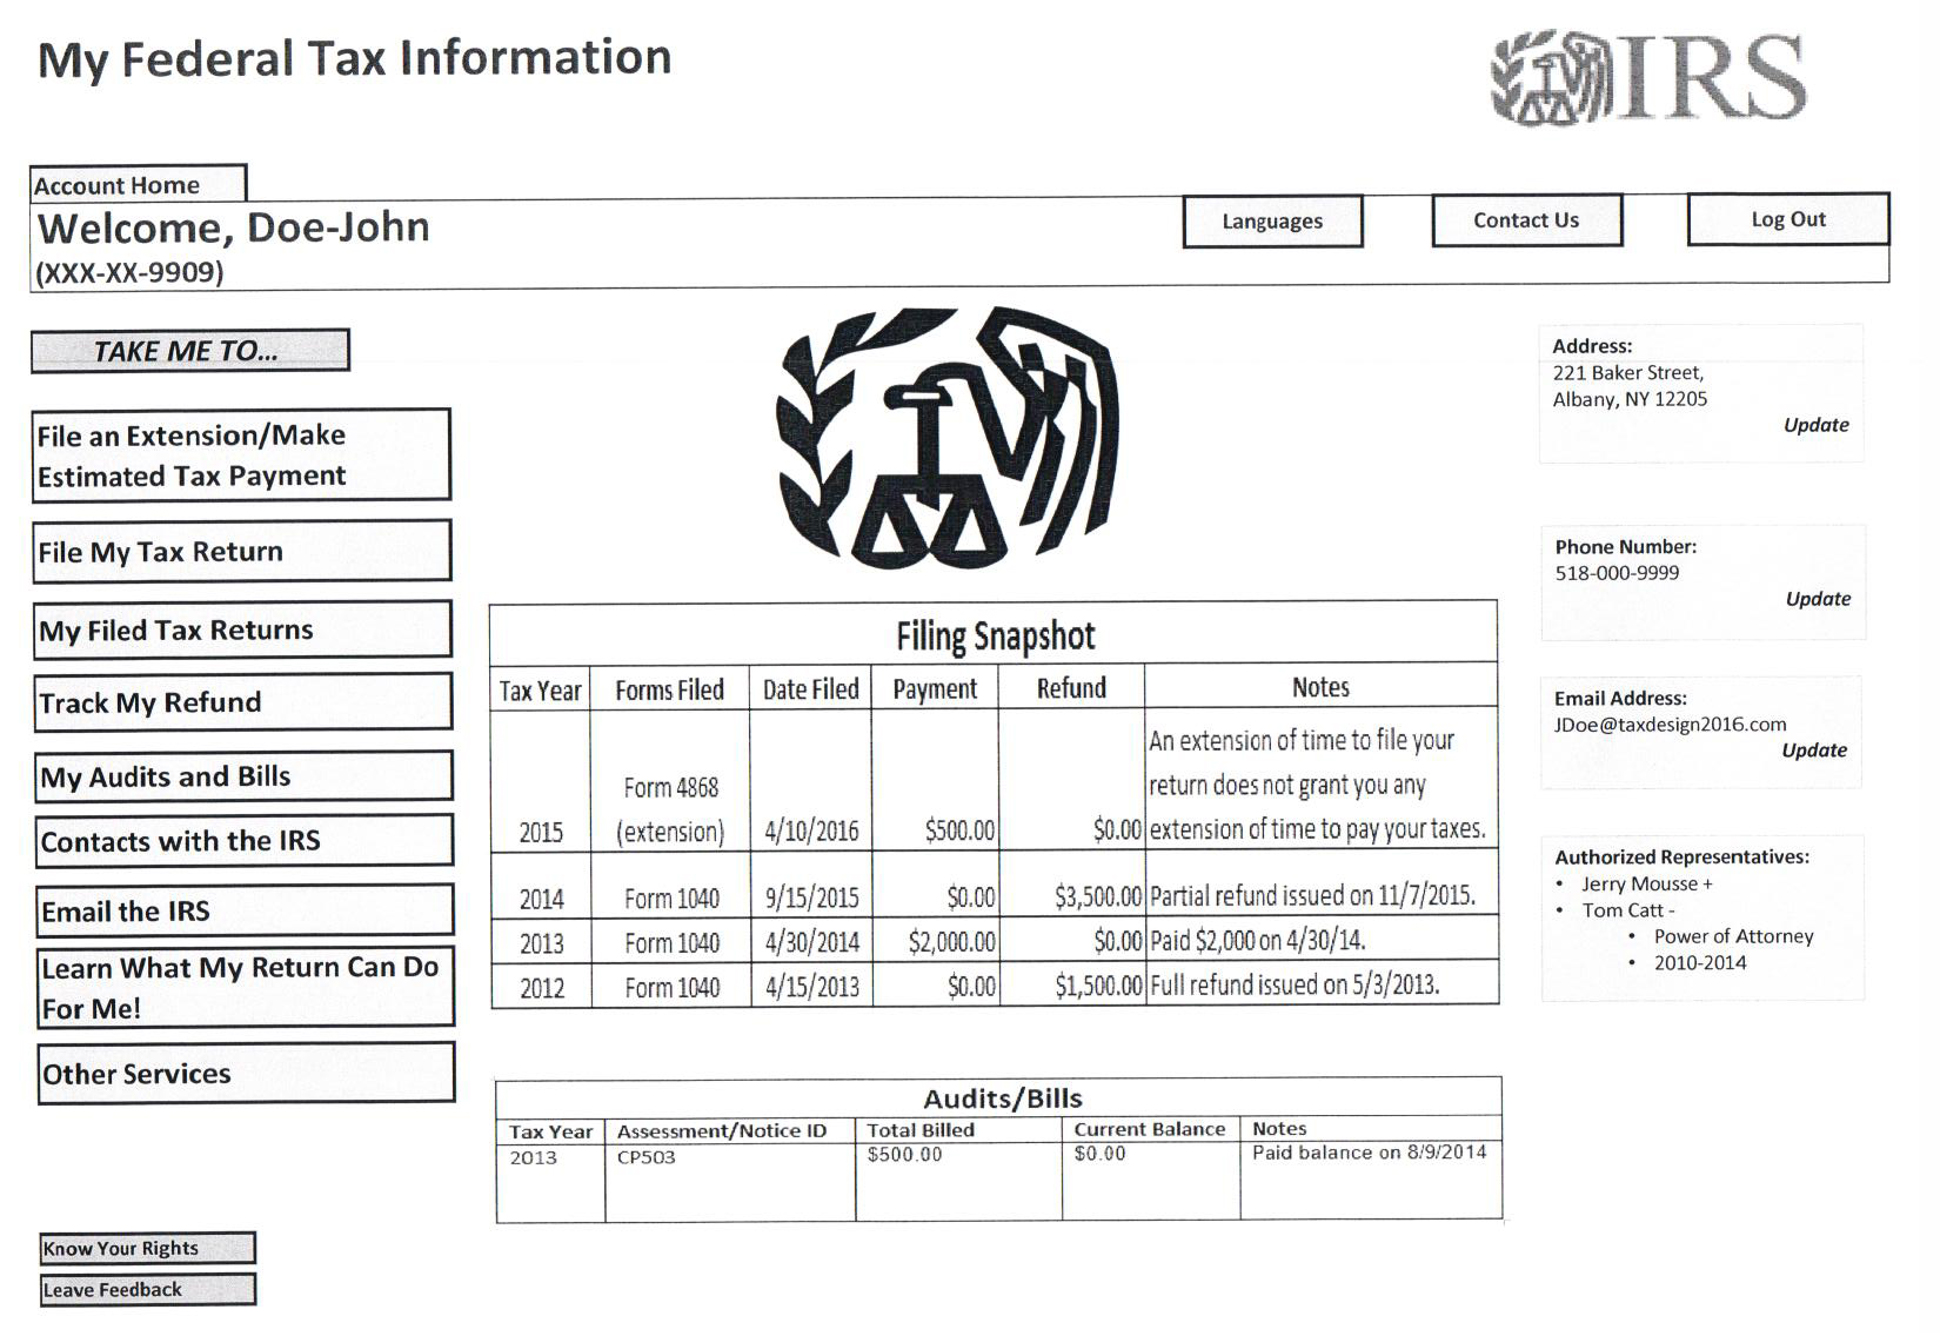 My Federal Tax Information
IRS
Account Home
Welcome, Doe-John
(XXX-XX-9909)
Languages
Contact Us
Log Out
TAKE ME TO...
File an Extension/Make
Estimated Tax Payment
File My Tax Return
My Filed Tax Returns
Track My Refund
My Audits and Bills
Contacts with the IRS
Email the IRS
Learn What My Return Can Do
For Me!
Other Services
Know Your Rights
Leave Feedback
Filing Snapshot
Tax Year Forms Filed Date Filed Payment Refund Notes
An extension of time to file your
Form 4868 return does not grant you any
2015 (extension) 4/10/2016 $500.00 $0.00 extension of time to pay your taxes.
2014 Form 1040 9/15/2015 $0.00 $3,500.00 Partial refund issued on 11/7/2015.
2013 Form 1040 4/30/2014 $2,000.00 $0.00 Paid $2,000 on 4/30/14.
2012 Form 1040 4/15/2013 $0.00 $1,500.00 Full refund issued on 5/3/2013.
Audits/Bills
Tax Year Assessment/Notice ID Total Billed Current Balance Notes
2013 CP503 $500.00 $0.00 Paid balance on 8/9/2014
Address:
221 Baker Street,
Albany, NY 12205
Update
Phone Number:
518-000-9999
Update
Email Address:
JDoe@taxdesign2016.com
Update
Authorized Representatives:
• Jerry Mousse +
• Tom Catt -
• Power of Attorney
• 2010-2014